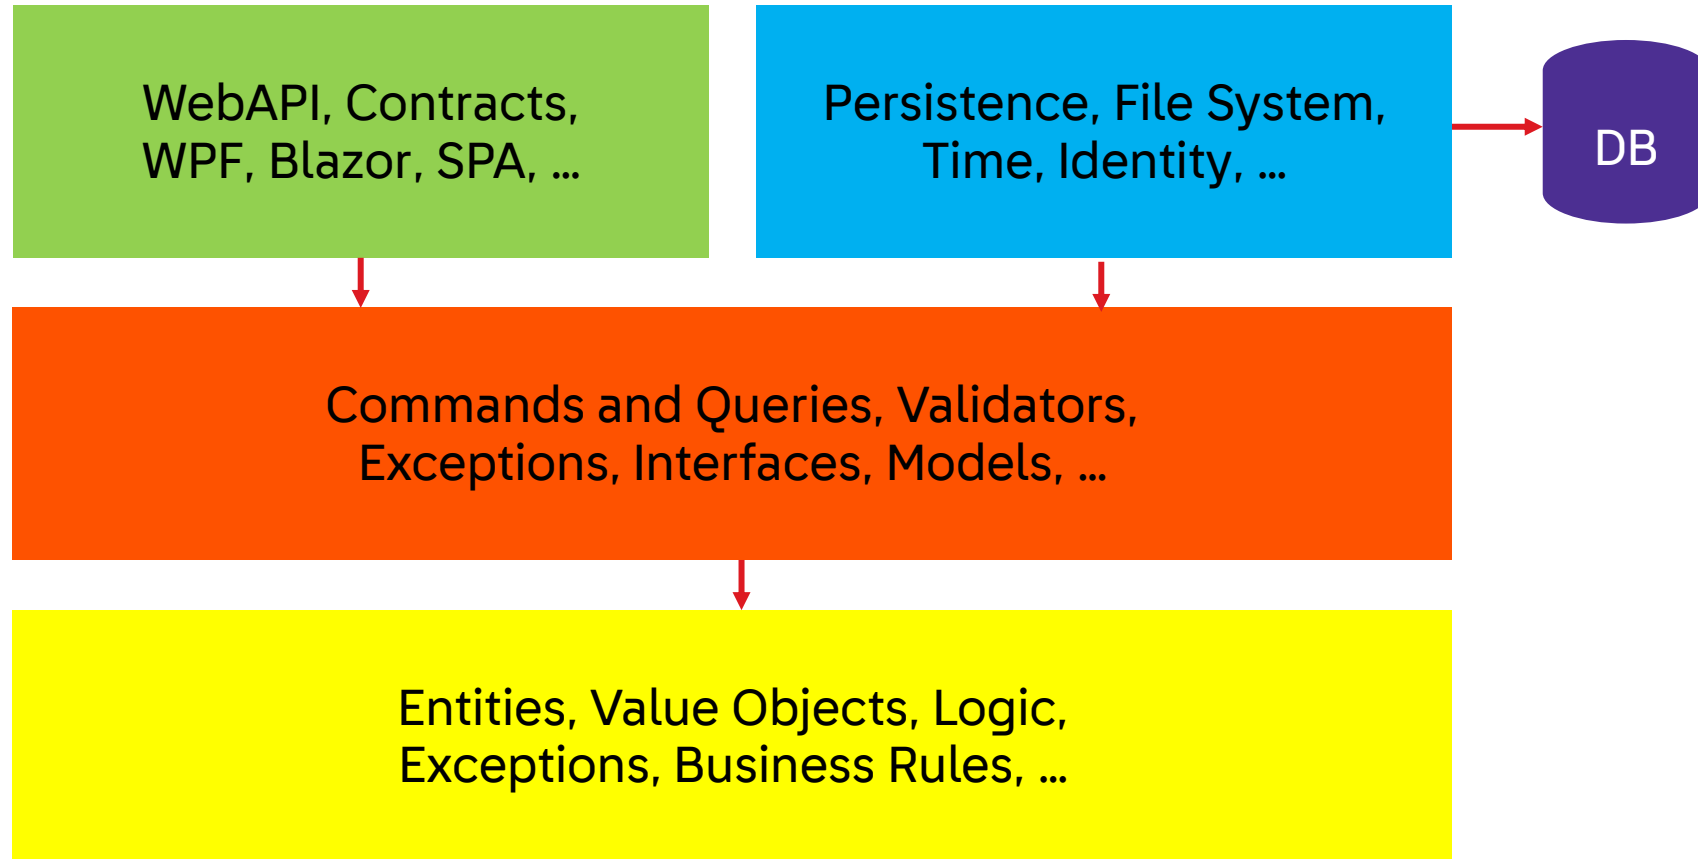 WebAPI, Contracts,
WPF, Blazor, SPA, ...
Persistence, File System,
Time, Identity, ...
DB
Commands and Queries, Validators,
Exceptions, Interfaces, Models, ...
Entities, Value Objects, Logic,
Exceptions, Business Rules, ...